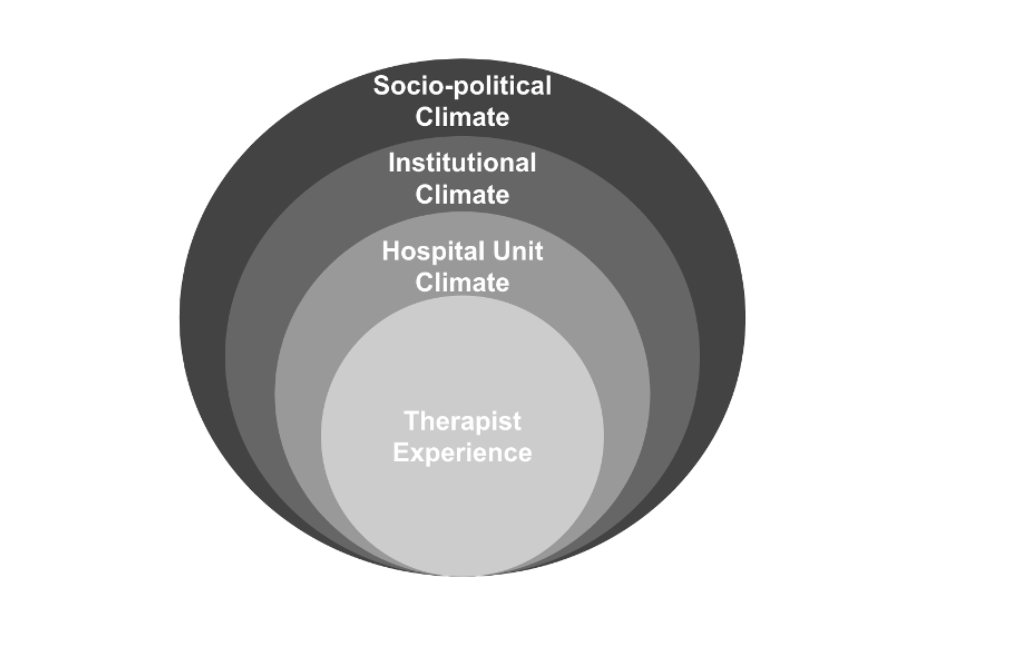 Socio-political
Climate
Institutional
Climate
Hospital Unit
Climate
Therapist
Experience